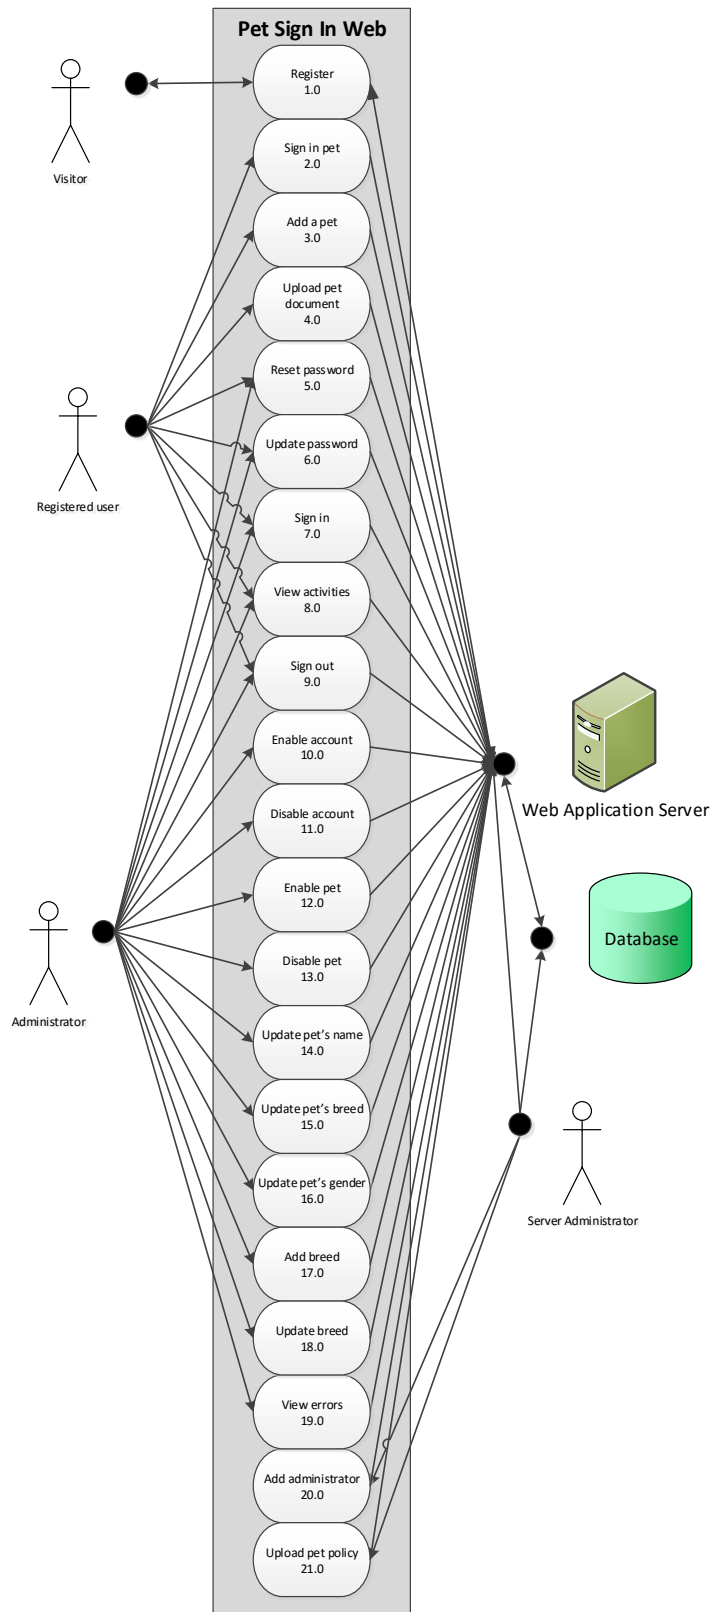 Pet Sign In Web
Register
1.0
Visitor
Sign in pet
2.0
Add a pet
3.0
Upload pet
document
4.0
Reset password
5.0
Registered user
Update password
6.0
Sign in
7.0
View activities
8.0
Sign out
9.0
Enable account
10.0
Web Application Server
Disable account
11.0
Enable pet
12.0
Database
Administrator
Disable pet
13.0
Update pet’s name
14.0
Update pet’s breed
15.0
Update pet’s gender
16.0
Server Administrator
Add breed
17.0
Update breed
18.0
View errors
19.0
Add administrator
20.0
Upload pet policy
21.0